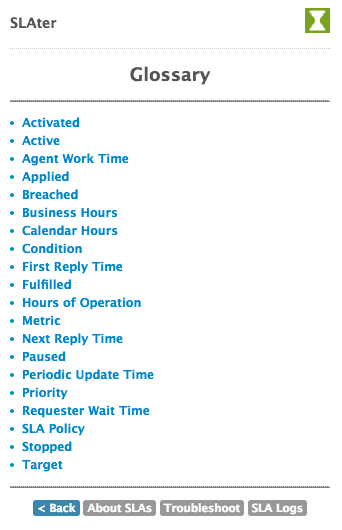 SLAter
Glossary
• Activated
• Active
• Agent Work Time
• Applied
• Breached
• Business Hours
• Calendar Hours
• Condition
• First Reply Time
• Fulfilled
• Hours of Operation
• Metric
• Next Reply Time
• Paused
• Periodic Update Time
• Priority
• Requester Wait Time
• SLA Policy
• Stopped
• Target
< Back About SLAs Troubleshoot SLA Logs